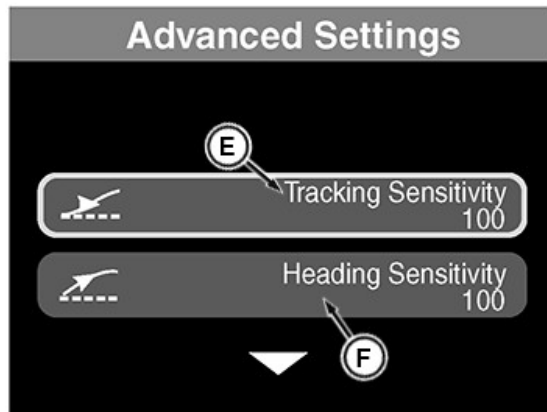 Advanced Settings
E
Tracking Sensitivity
100
Heading Sensitivity
100
F